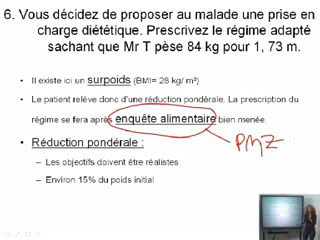 6. Vous décidez de proposer au malade une prise en
charge diététique. Prescrivez le régime adapté
sachant que Mr T pèse 84 kg pour 1, 73 m.
• Il existe ici un surpoids (BMI= 28 kg/ m²)
• Le patient relève donc d'une réduction pondérale. La prescription du
régime se fera après enquête alimentaire bien menée.
PMZ
• Réduction pondérale :
– Les objectifs doivent être réalistes
– Environ 15% du poids initial